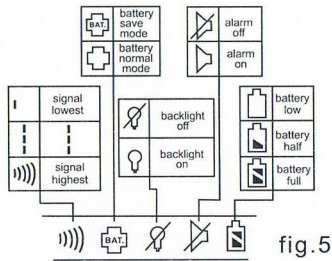 BAT.
battery
save
mode
battery
normal
mode
alarm
off
alarm
on
signal
lowest
signal
highest
backlight
off
backlight
on
battery
low
battery
half
battery
full
BAT.
fig.5